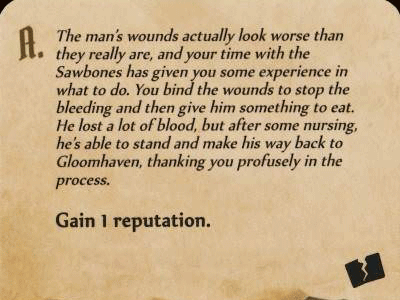 A. The man's wounds actually look worse than
they really are, and your time with the
Sawbones has given you some experience in
what to do. You bind the wounds to stop the
bleeding and then give him something to eat.
He lost a lot of blood, but after some nursing,
he's able to stand and make his way back to
Gloomhaven, thanking you profusely in the
process.
Gain 1 reputation.